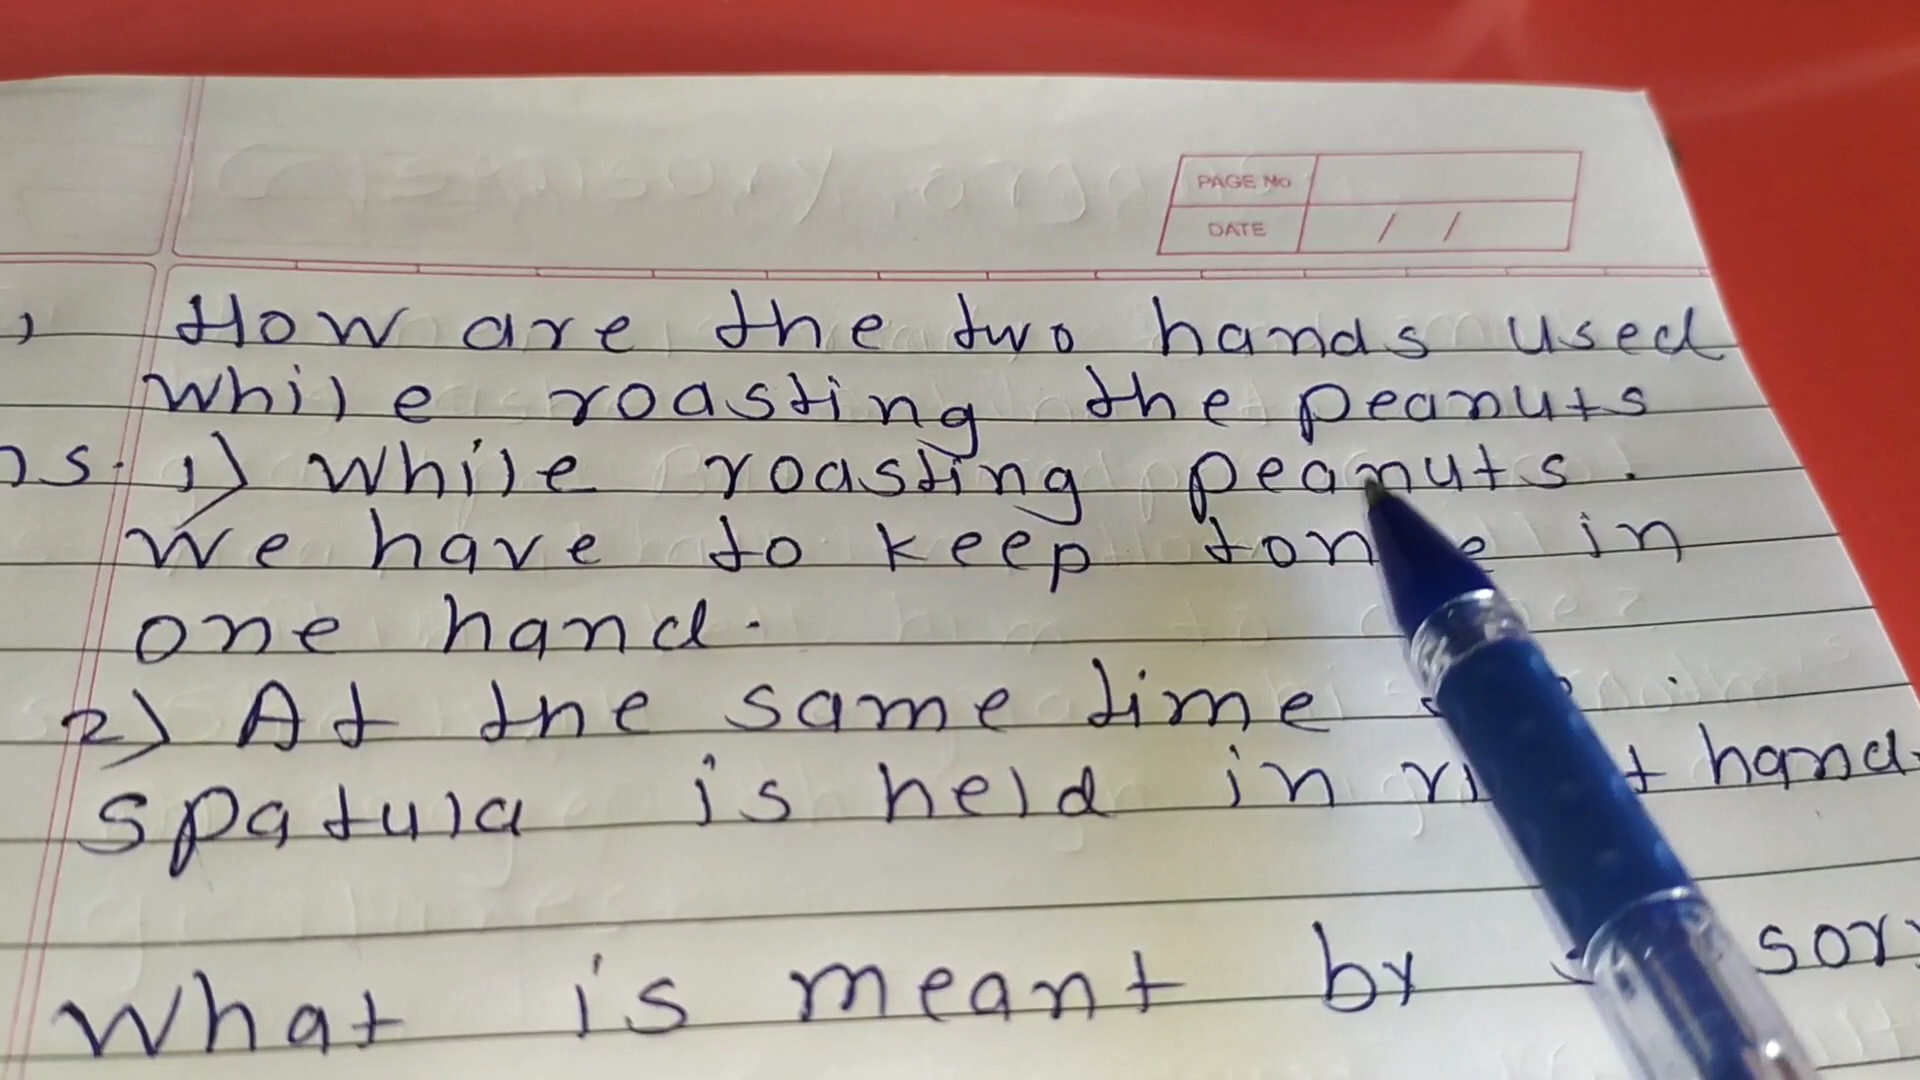 PAGE No
DATE / /
How are the two hands used
while roasting the peanuts
1) while roasting peanuts.
we have to keep in
one hand.
2) At the same time
spatula is held in hand.
What is meant by